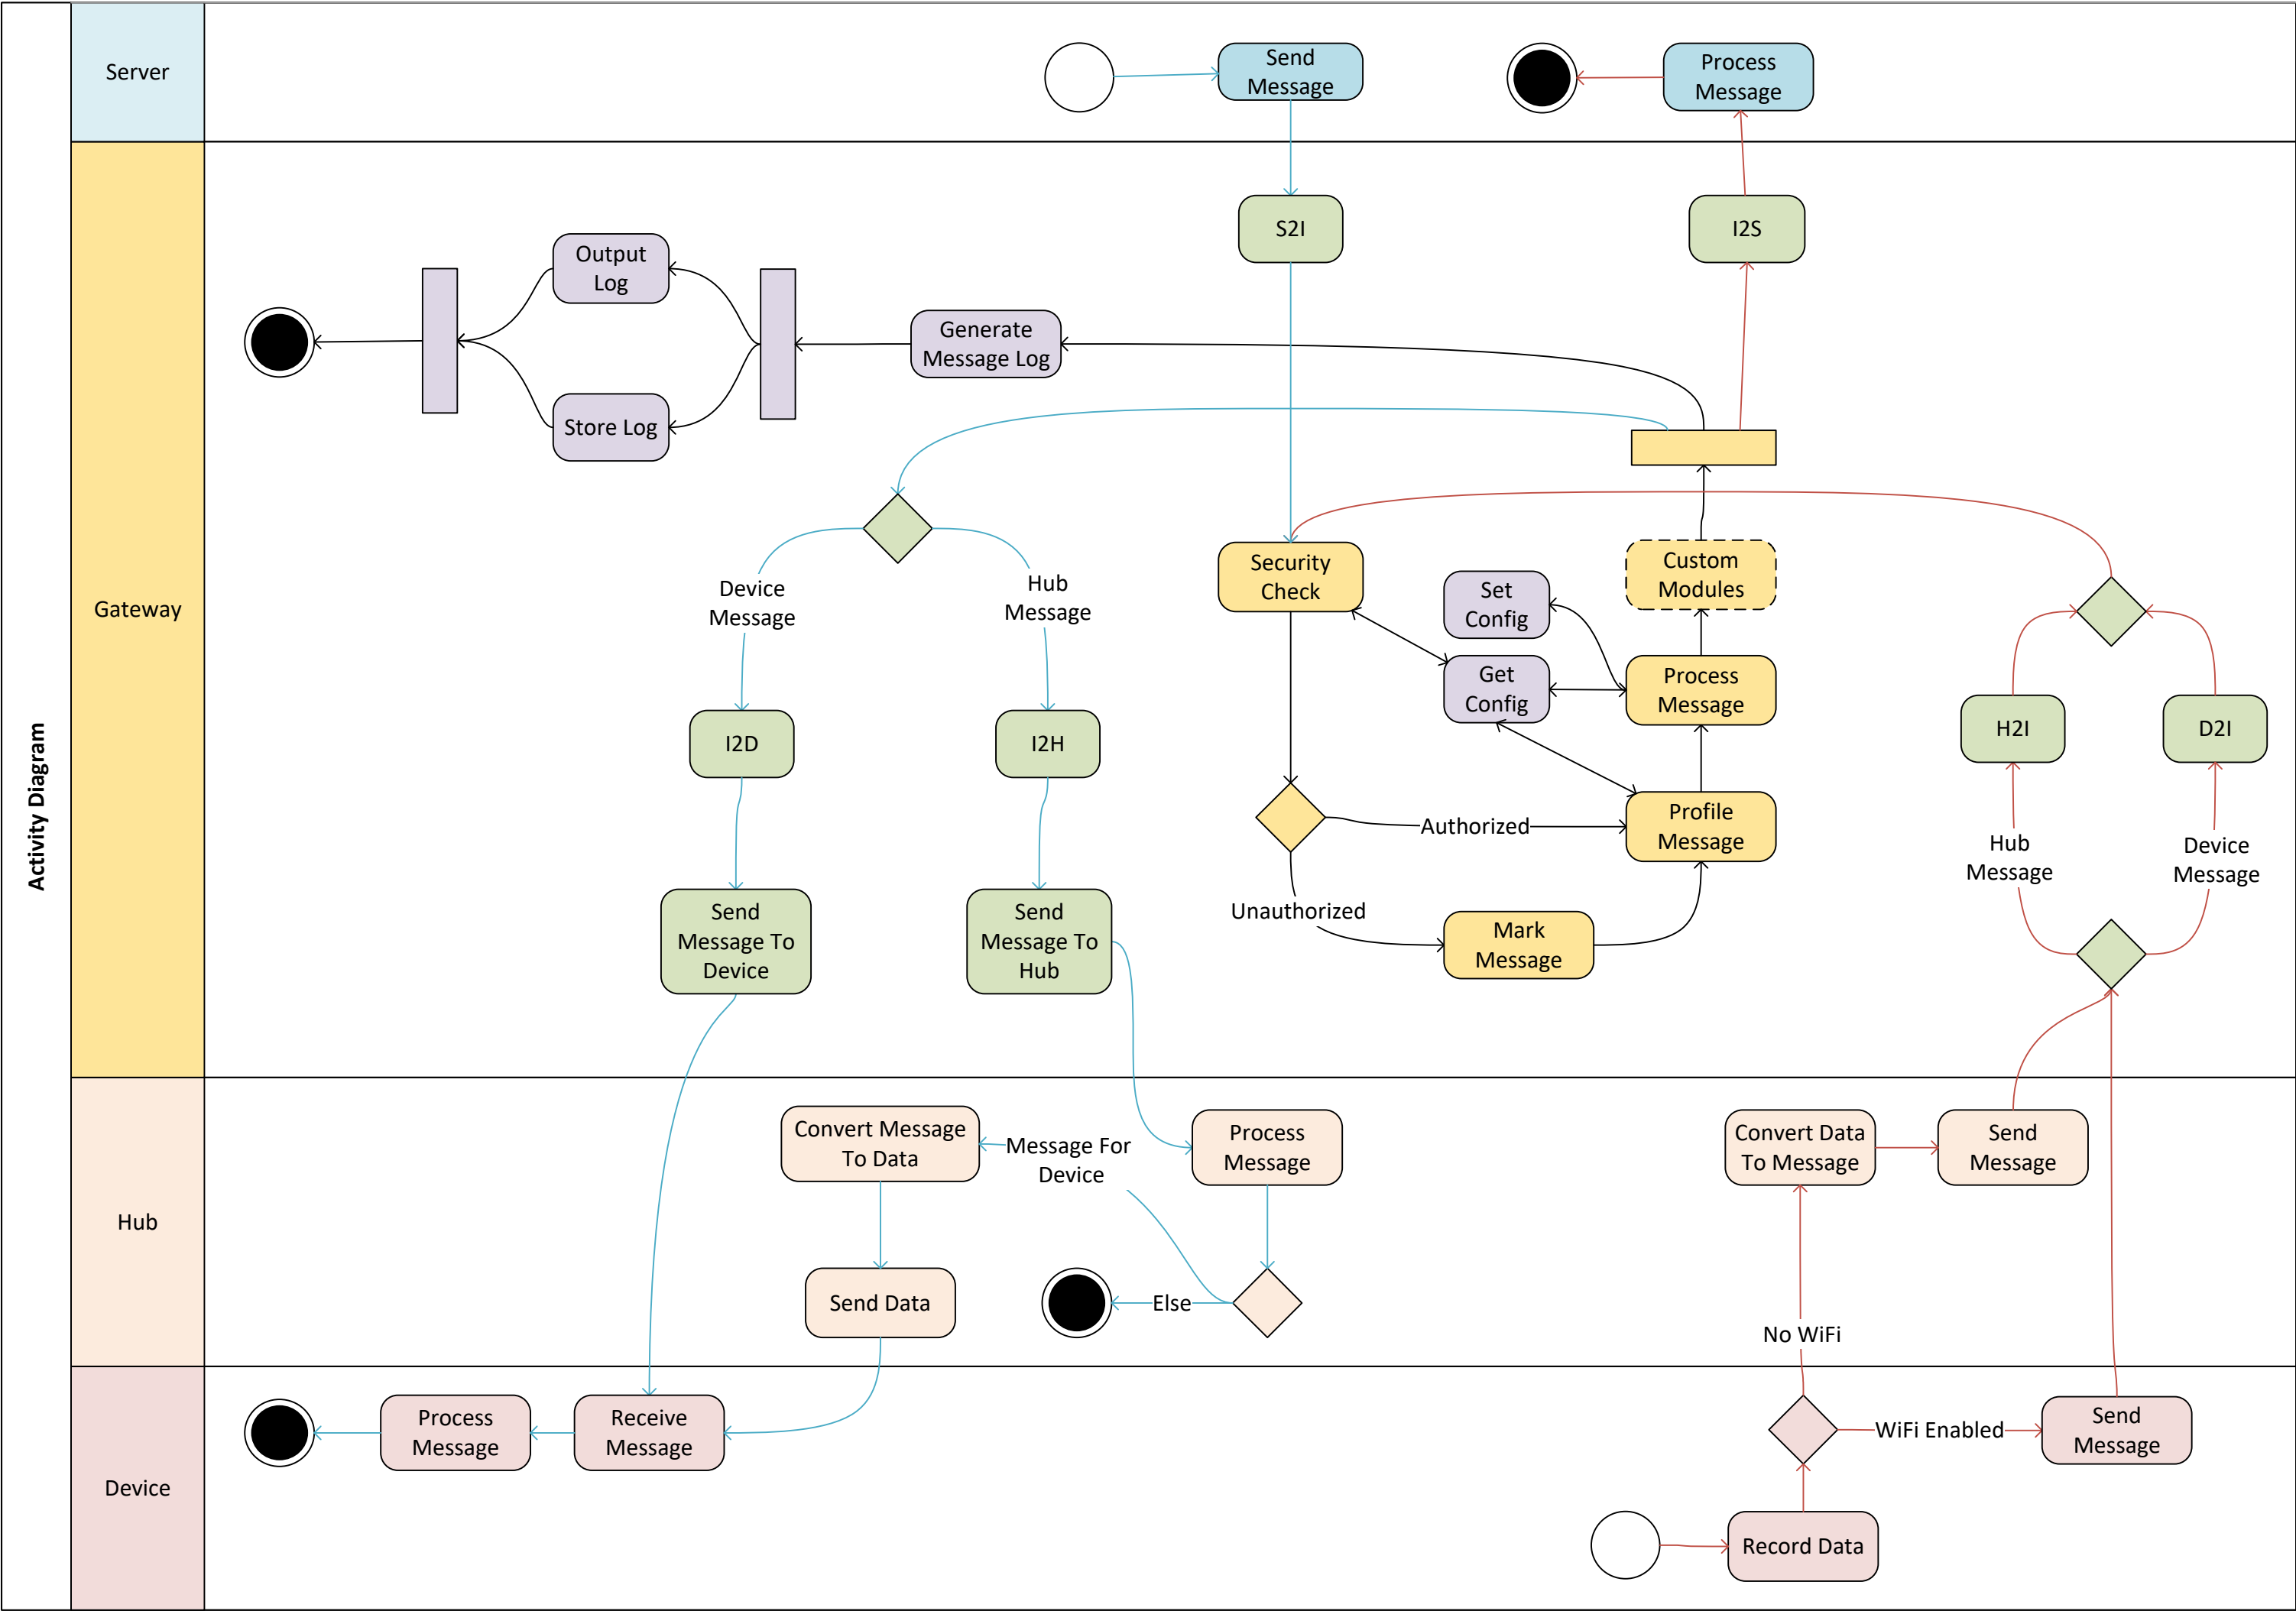 Activity Diagram
Server
Send
Message
Process
Message
Gateway
S2I
I2S
Output
Log
Generate
Message Log
Store Log
Security
Check
Custom
Modules
Set
Config
Get
Config
Process
Message
Device
Message
Hub
Message
I2D
I2H
H2I
D2I
Authorized
Profile
Message
Hub
Message
Device
Message
Unauthorized
Mark
Message
Send
Message To
Device
Send
Message To
Hub
Hub
Convert Message
To Data
Message For
Device
Process
Message
Convert Data
To Message
Send
Message
Send Data
Else
No WiFi
Device
Process
Message
Receive
Message
WiFi Enabled
Send
Message
Record Data